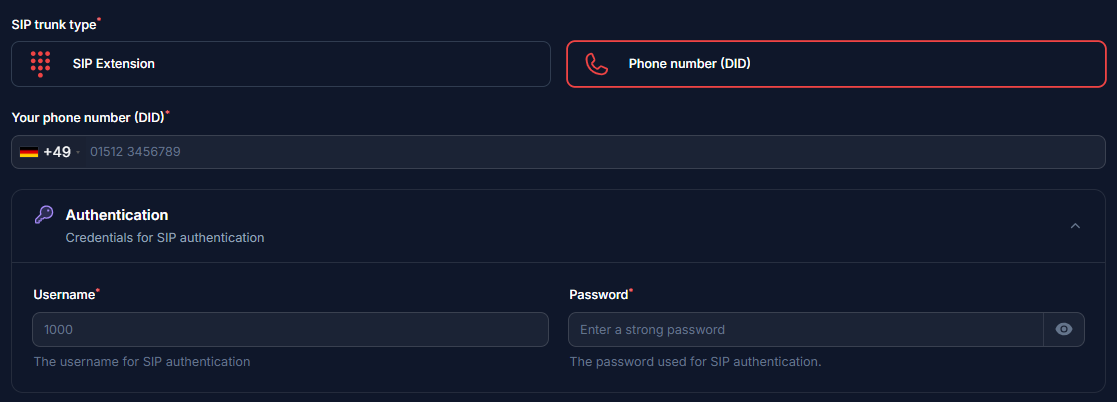 SIP trunk type*
SIP Extension
Phone number (DID)
Your phone number (DID)*
+49 01512 3456789
Authentication
Credentials for SIP authentication
Username*
Password*
1000
Enter a strong password
The username for SIP authentication
The password used for SIP authentication.